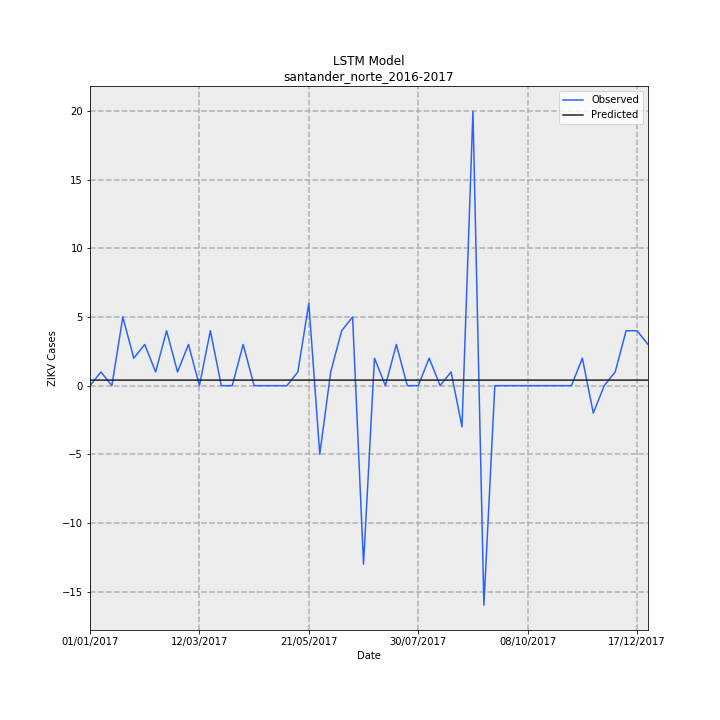 LSTM Model
santander_norte_2016-2017
Observed
Predicted
20
15
10
5
0
−5
−10
−15
ZIKV Cases
01/01/2017
12/03/2017
21/05/2017
30/07/2017
08/10/2017
17/12/2017
Date